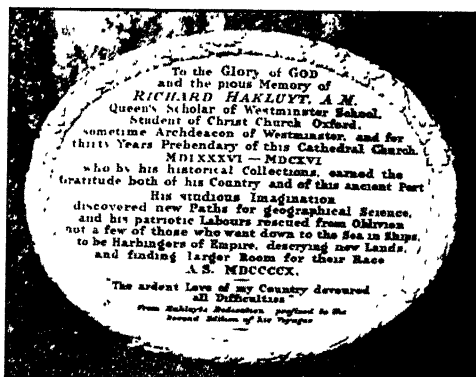 To the Glory of GOD
and the pious Memory of
RICHARD HAKLUYT, A M.
Queen's Scholar of Westminster School,
Student of Christ Church Oxford,
sometime Archdeacon of Westminster, and for
thirty Years Prebendary of this Cathedral Church.
MDLXXXVI — MDCXVI
who by his historical Collections, earned the
Gratitude both of his Country and of this ancient Port
His studious Imagination
discovered new Paths for geographical Science,
and his patriotic Labours rescued from Oblivion
not a few of those who went down to the Sea in Ships,
to be Harbingers of Empire, descrying new Lands,
and finding larger Room for their Race
A.S. MDCCCCX.
"The ardent Love of my Country devoured
all Difficulties"
From Hakluyt's Dedication prefixed to the
Second Edition of his Voyages